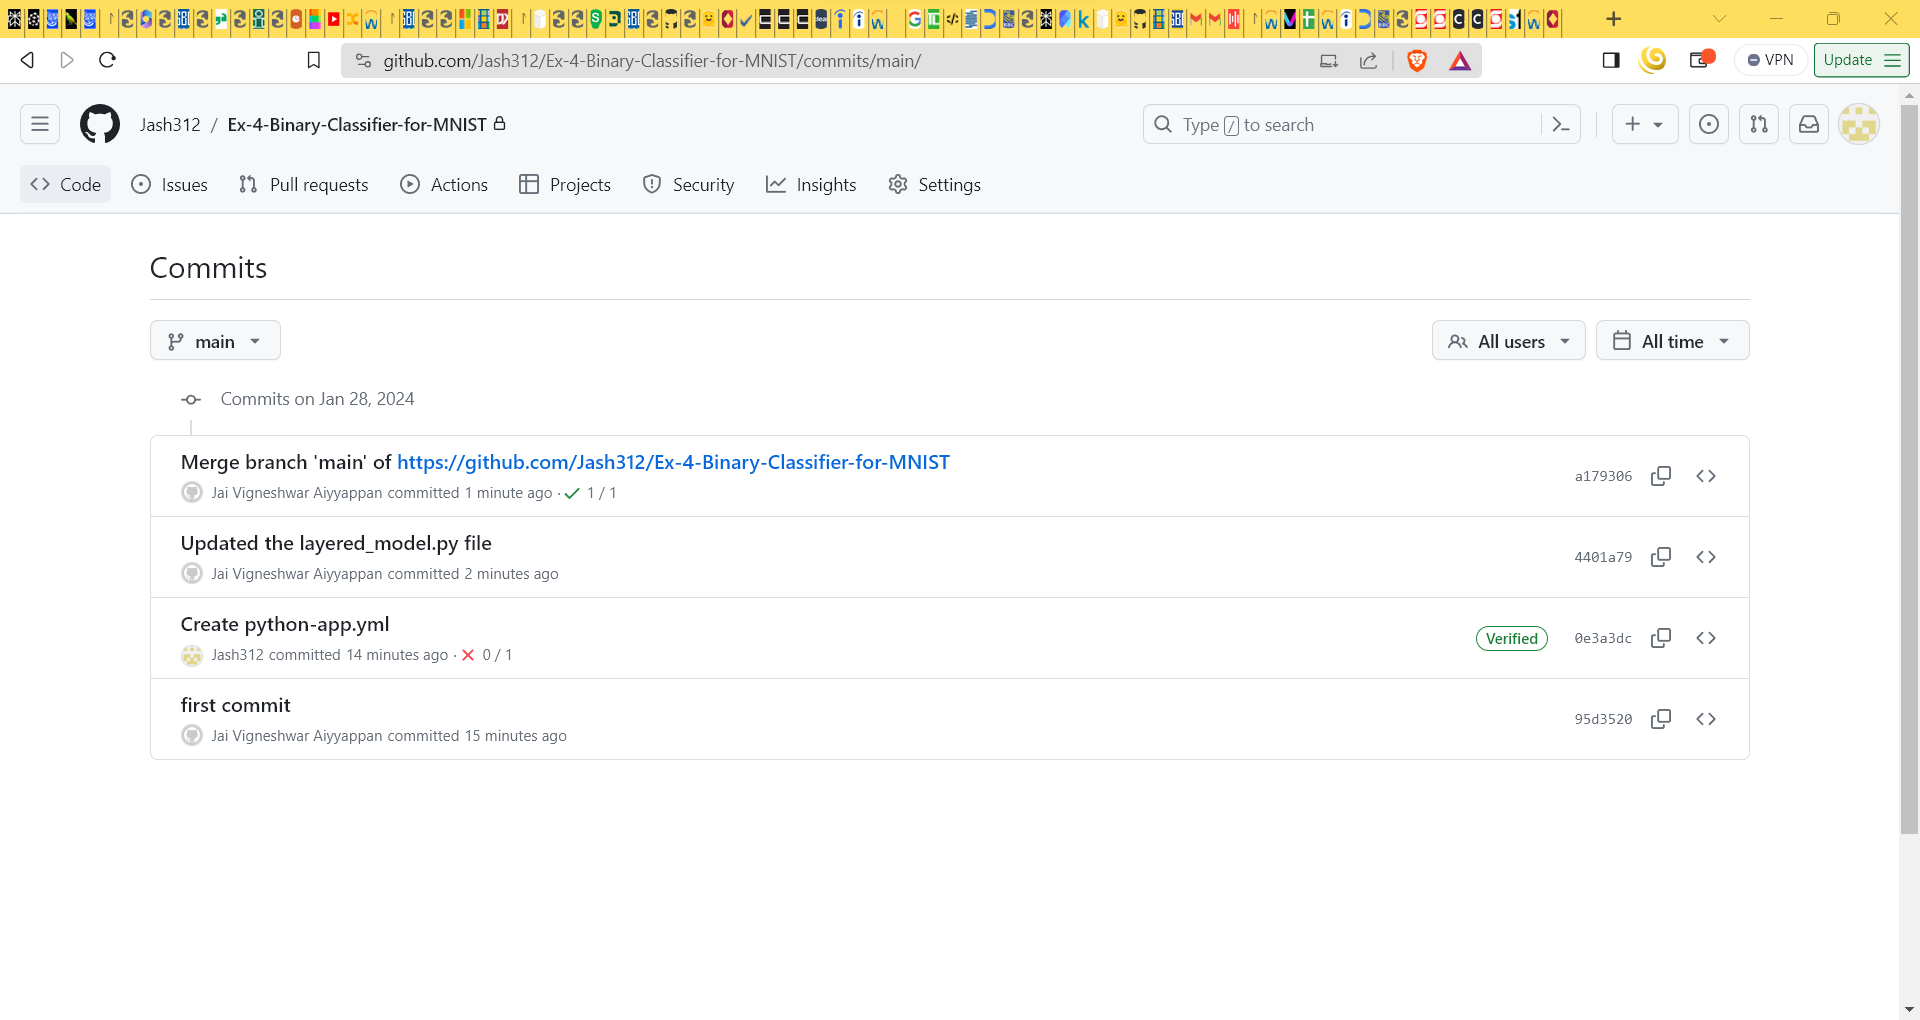 github.com/Jash312/Ex-4-Binary-Classifier-for-MNIST/commits/main/
VPN
Update
Jash312 / Ex-4-Binary-Classifier-for-MNIST
Type / to search
Code
Issues
Pull requests
Actions
Projects
Security
Insights
Settings
Commits
main
All users
All time
Commits on Jan 28, 2024
Merge branch 'main' of https://github.com/Jash312/Ex-4-Binary-Classifier-for-MNIST
Jai Vigneshwar Aiyyappan committed 1 minute ago · 1 / 1
a179306
Updated the layered_model.py file
Jai Vigneshwar Aiyyappan committed 2 minutes ago
4401a79
Create python-app.yml
Jash312 committed 14 minutes ago · 0 / 1
Verified
0e3a3dc
first commit
Jai Vigneshwar Aiyyappan committed 15 minutes ago
95d3520